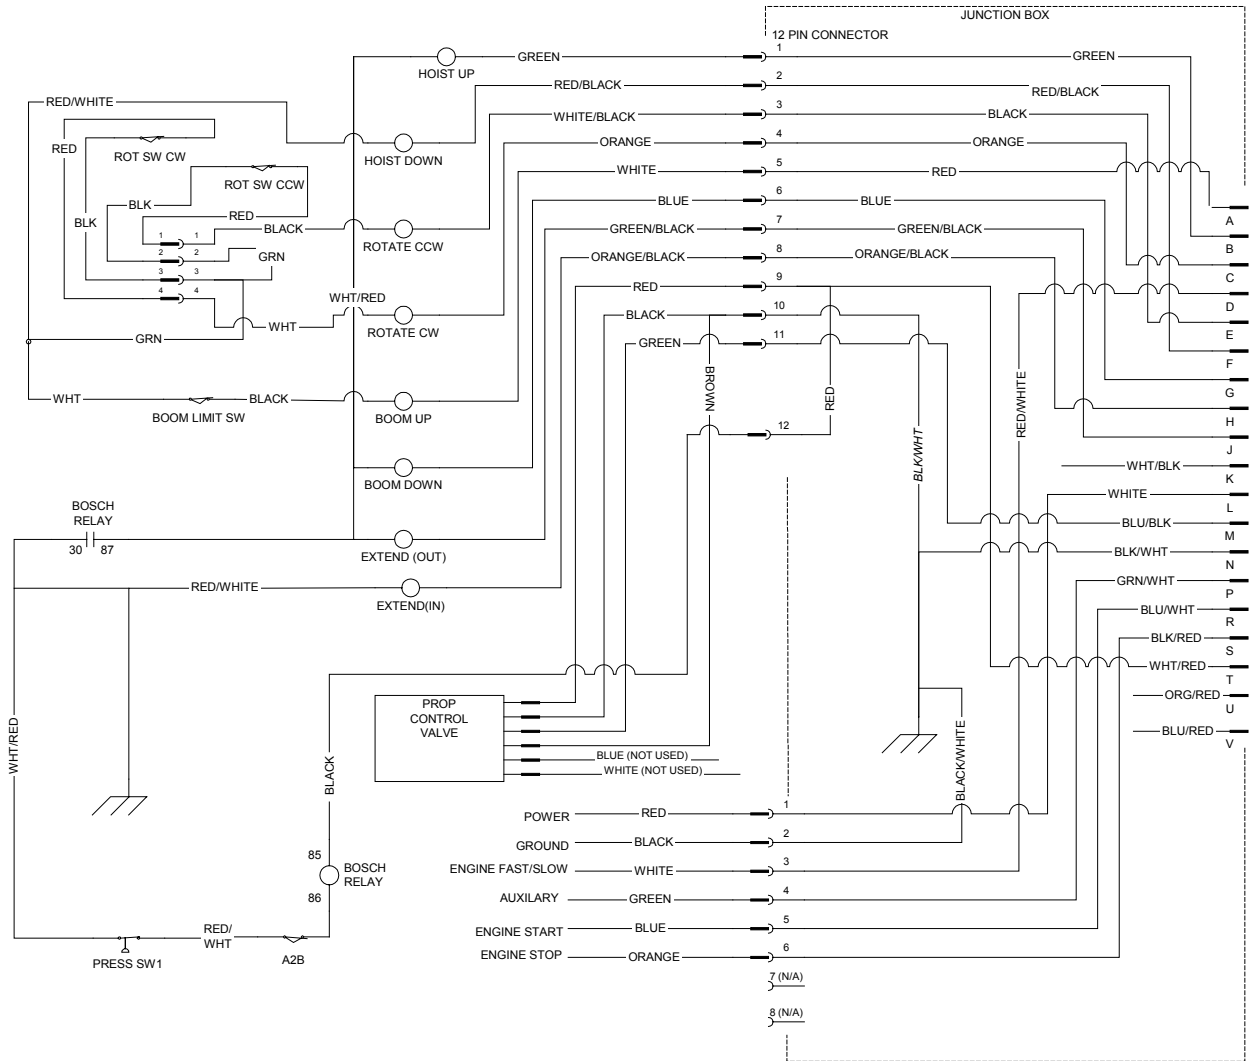 JUNCTION BOX
12 PIN CONNECTOR
1
GREEN
GREEN
HOIST UP
2
RED/BLACK
RED/BLACK
RED/WHITE
3
WHITE/BLACK
BLACK
RED
ROT SW CW
HOIST DOWN
4
ORANGE
ORANGE
5
WHITE
RED
ROT SW CCW
6
BLUE
BLUE
BLK
BLK
RED
7
GREEN/BLACK
GREEN/BLACK
BLACK
ROTATE CCW
1 1
2 2
3 3
4 4
GRN
8
ORANGE/BLACK
ORANGE/BLACK
9
RED
WHT/RED
10
BLACK
WHT
ROTATE CW
11
GREEN
GRN
BROWN
RED
RED/WHITE
WHT
BLACK
BOOM LIMIT SW
BOOM UP
12
BLK/WHT
BOOM DOWN
A
B
C
D
E
F
G
H
J
WHT/BLK
K
WHITE
L
BLU/BLK
M
BLK/WHT
N
GRN/WHT
P
BLU/WHT
R
BLK/RED
S
WHT/RED
T
ORG/RED
U
BLU/RED
V
BOSCH
RELAY
30 87
EXTEND (OUT)
RED/WHITE
EXTEND(IN)
WHT/RED
BLACK
PROP
CONTROL
VALVE
BLUE (NOT USED)
WHITE (NOT USED)
BLACK/WHITE
POWER
RED
1
GROUND
BLACK
2
ENGINE FAST/SLOW
WHITE
3
AUXILARY
GREEN
4
ENGINE START
BLUE
5
ENGINE STOP
ORANGE
6
7 (N/A)
8 (N/A)
85
BOSCH
RELAY
86
RED/
WHT
PRESS SW1
A2B